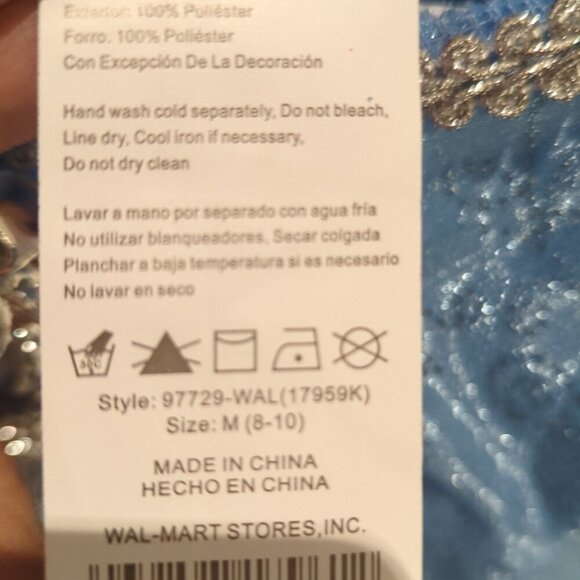 Exterior: 100% Poliéster
Forro: 100% Poliéster
Con Excepción De La Decoración
Hand wash cold separately, Do not bleach,
Line dry, Cool iron if necessary,
Do not dry clean
Lavar a mano por separado con agua fría
No utilizar blanqueadores, Secar colgada
Planchar a baja temperatura si es necesario
No lavar en seco
30C
Style: 97729-WAL(17959K)
Size: M (8-10)
MADE IN CHINA
HECHO EN CHINA
WAL-MART STORES,INC.